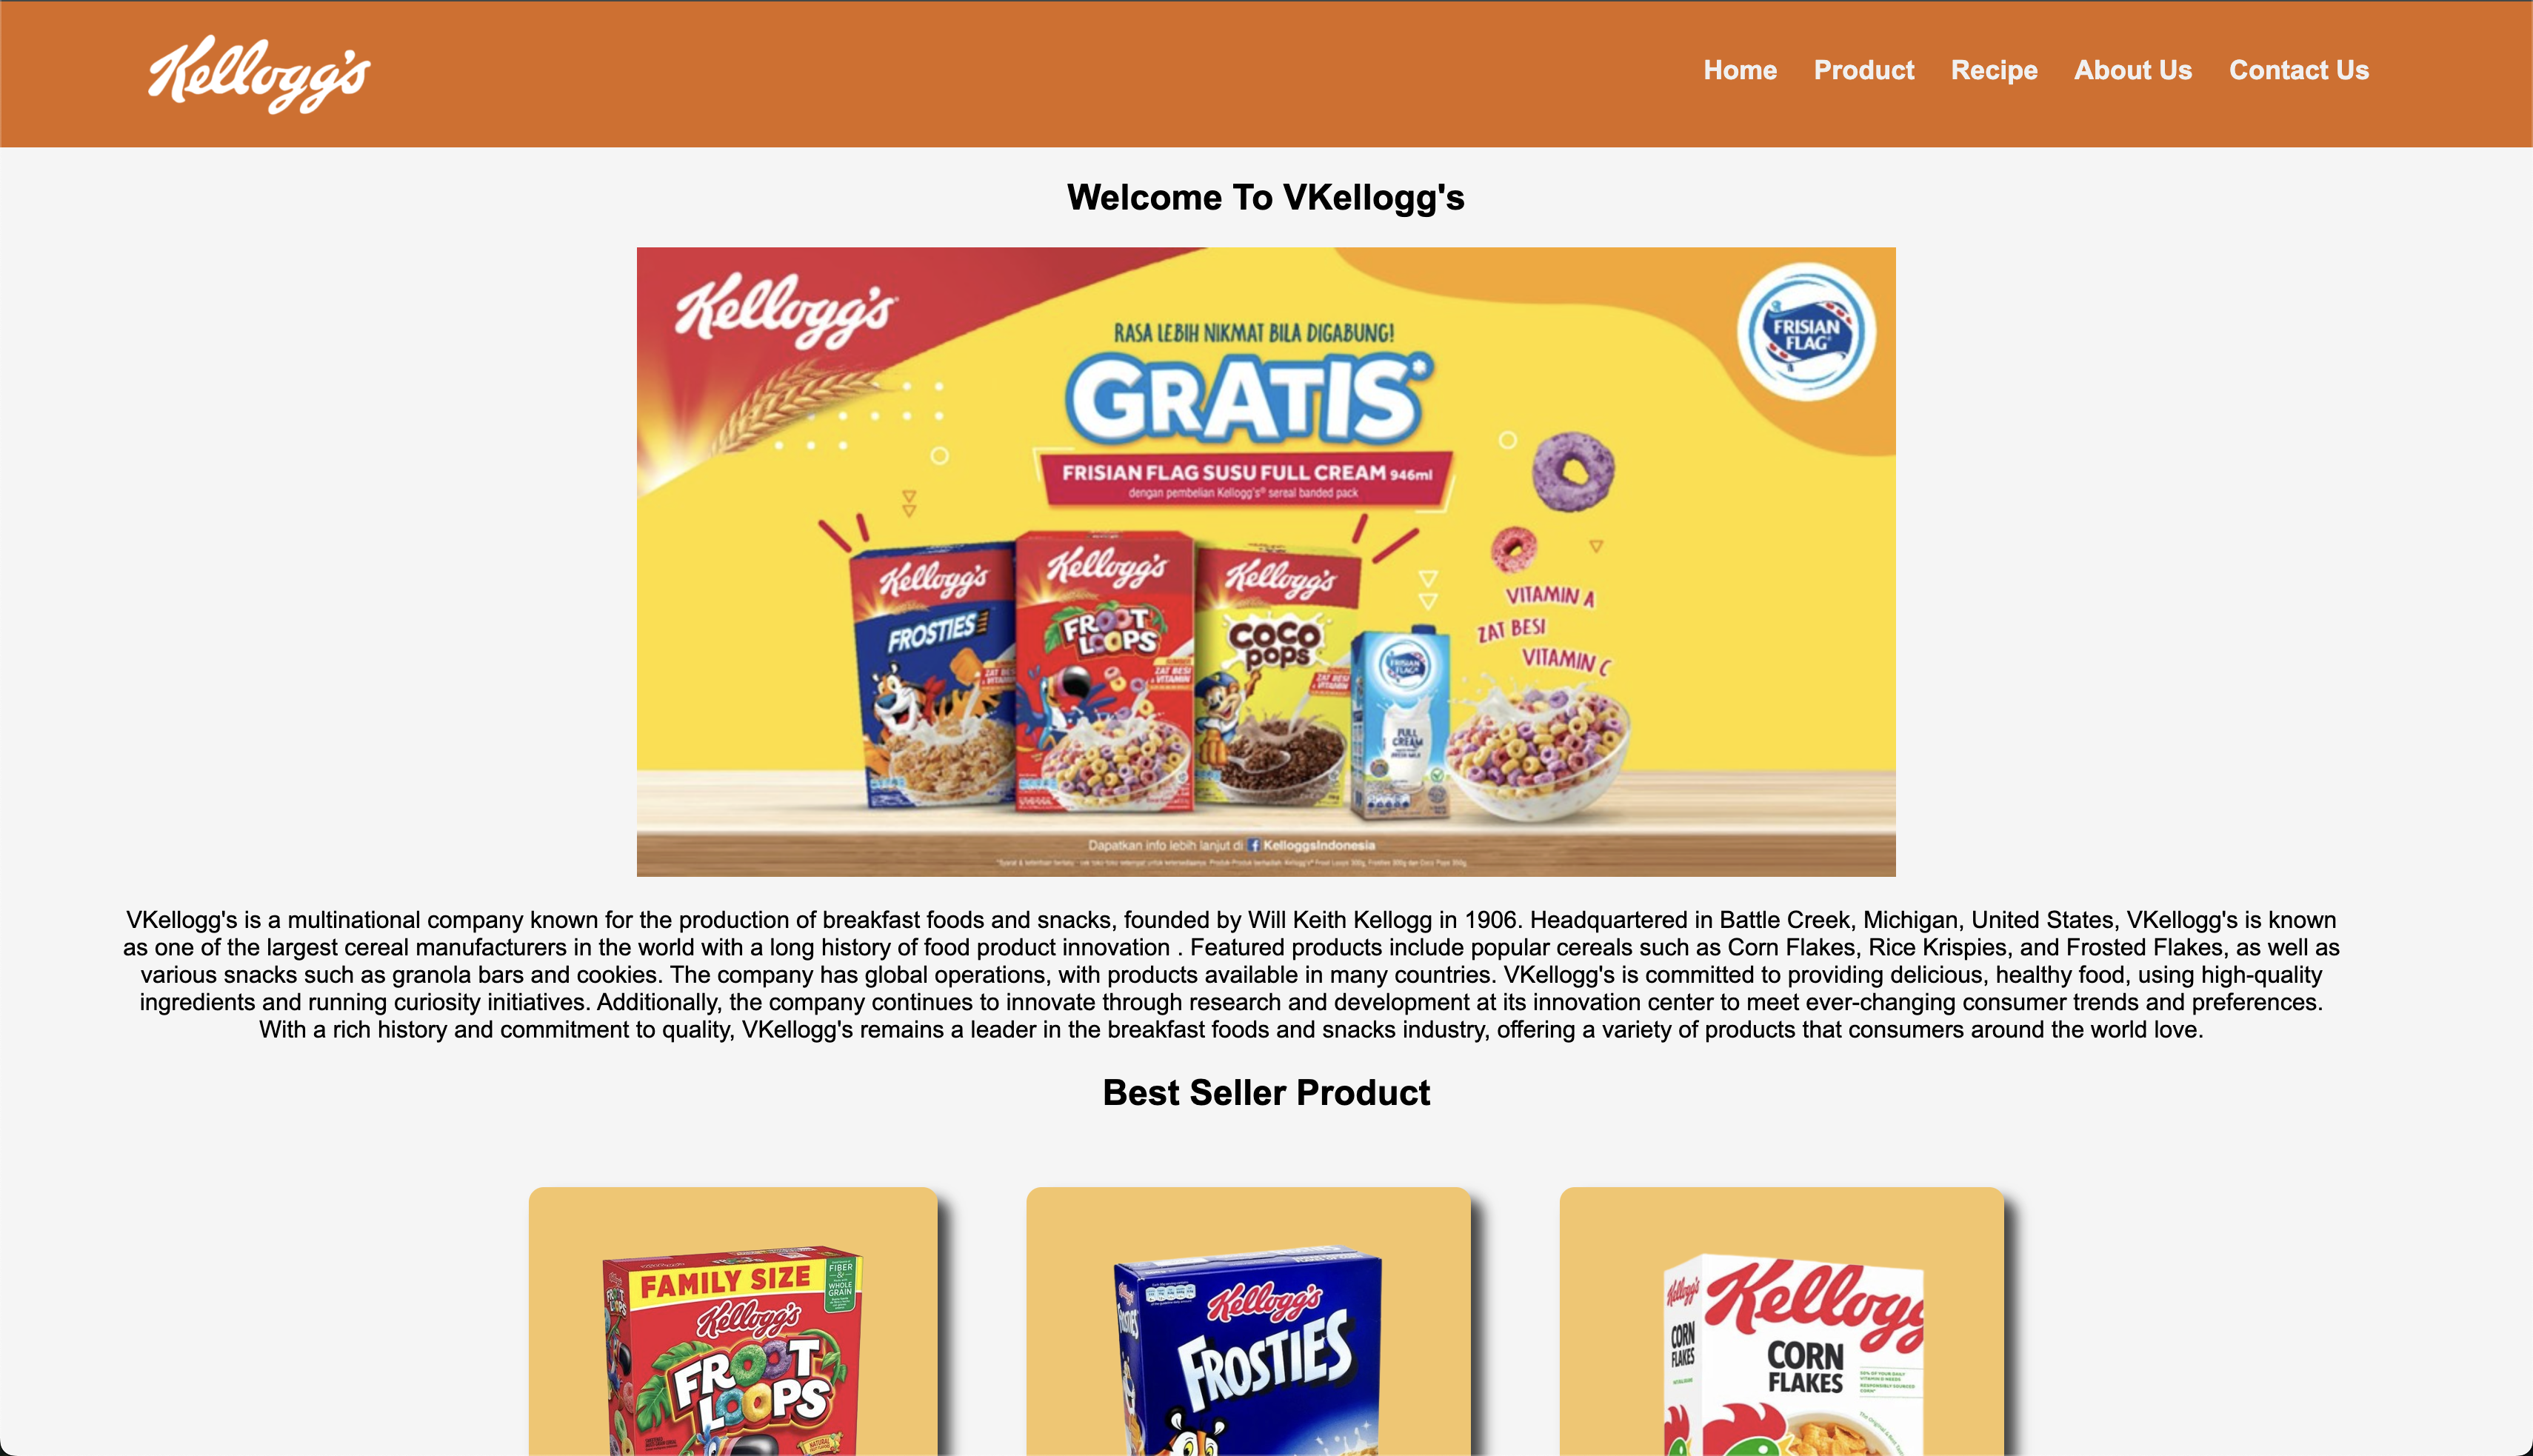 Kellogg's
Home Product Recipe About Us Contact Us
Welcome To VKellogg's
Kellogg's
FRISIAN FLAG
RASA LEBIH NIKMAT BILA DIGABUNG!
GRATIS*
FRISIAN FLAG SUSU FULL CREAM 946ml
dengan pembelian Kellogg's® sereal banded pack
Kellogg's
FROSTIES
Kellogg's
FROOT LOOPS
ZAT BESI
Kellogg's
COCO pops
ZAT BESI
FRISIAN FLAG
FULL CREAM
VITAMIN A
ZAT BESI
VITAMIN C
Dapatkan info lebih lanjut di f KelloggsIndonesia
VKellogg's is a multinational company known for the production of breakfast foods and snacks, founded by Will Keith Kellogg in 1906. Headquartered in Battle Creek, Michigan, United States, VKellogg's is known
as one of the largest cereal manufacturers in the world with a long history of food product innovation . Featured products include popular cereals such as Corn Flakes, Rice Krispies, and Frosted Flakes, as well as
various snacks such as granola bars and cookies. The company has global operations, with products available in many countries. VKellogg's is committed to providing delicious, healthy food, using high-quality
ingredients and running curiosity initiatives. Additionally, the company continues to innovate through research and development at its innovation center to meet ever-changing consumer trends and preferences.
With a rich history and commitment to quality, VKellogg's remains a leader in the breakfast foods and snacks industry, offering a variety of products that consumers around the world love.
Best Seller Product
FAMILY SIZE
FIBER
&
WHOLE
GRAIN
Kellogg's
FROOT
LOOPS
Kellogg's
FROSTIES
Kellogg's
CORN
FLAKES
Kellogg
CORN
FLAKES